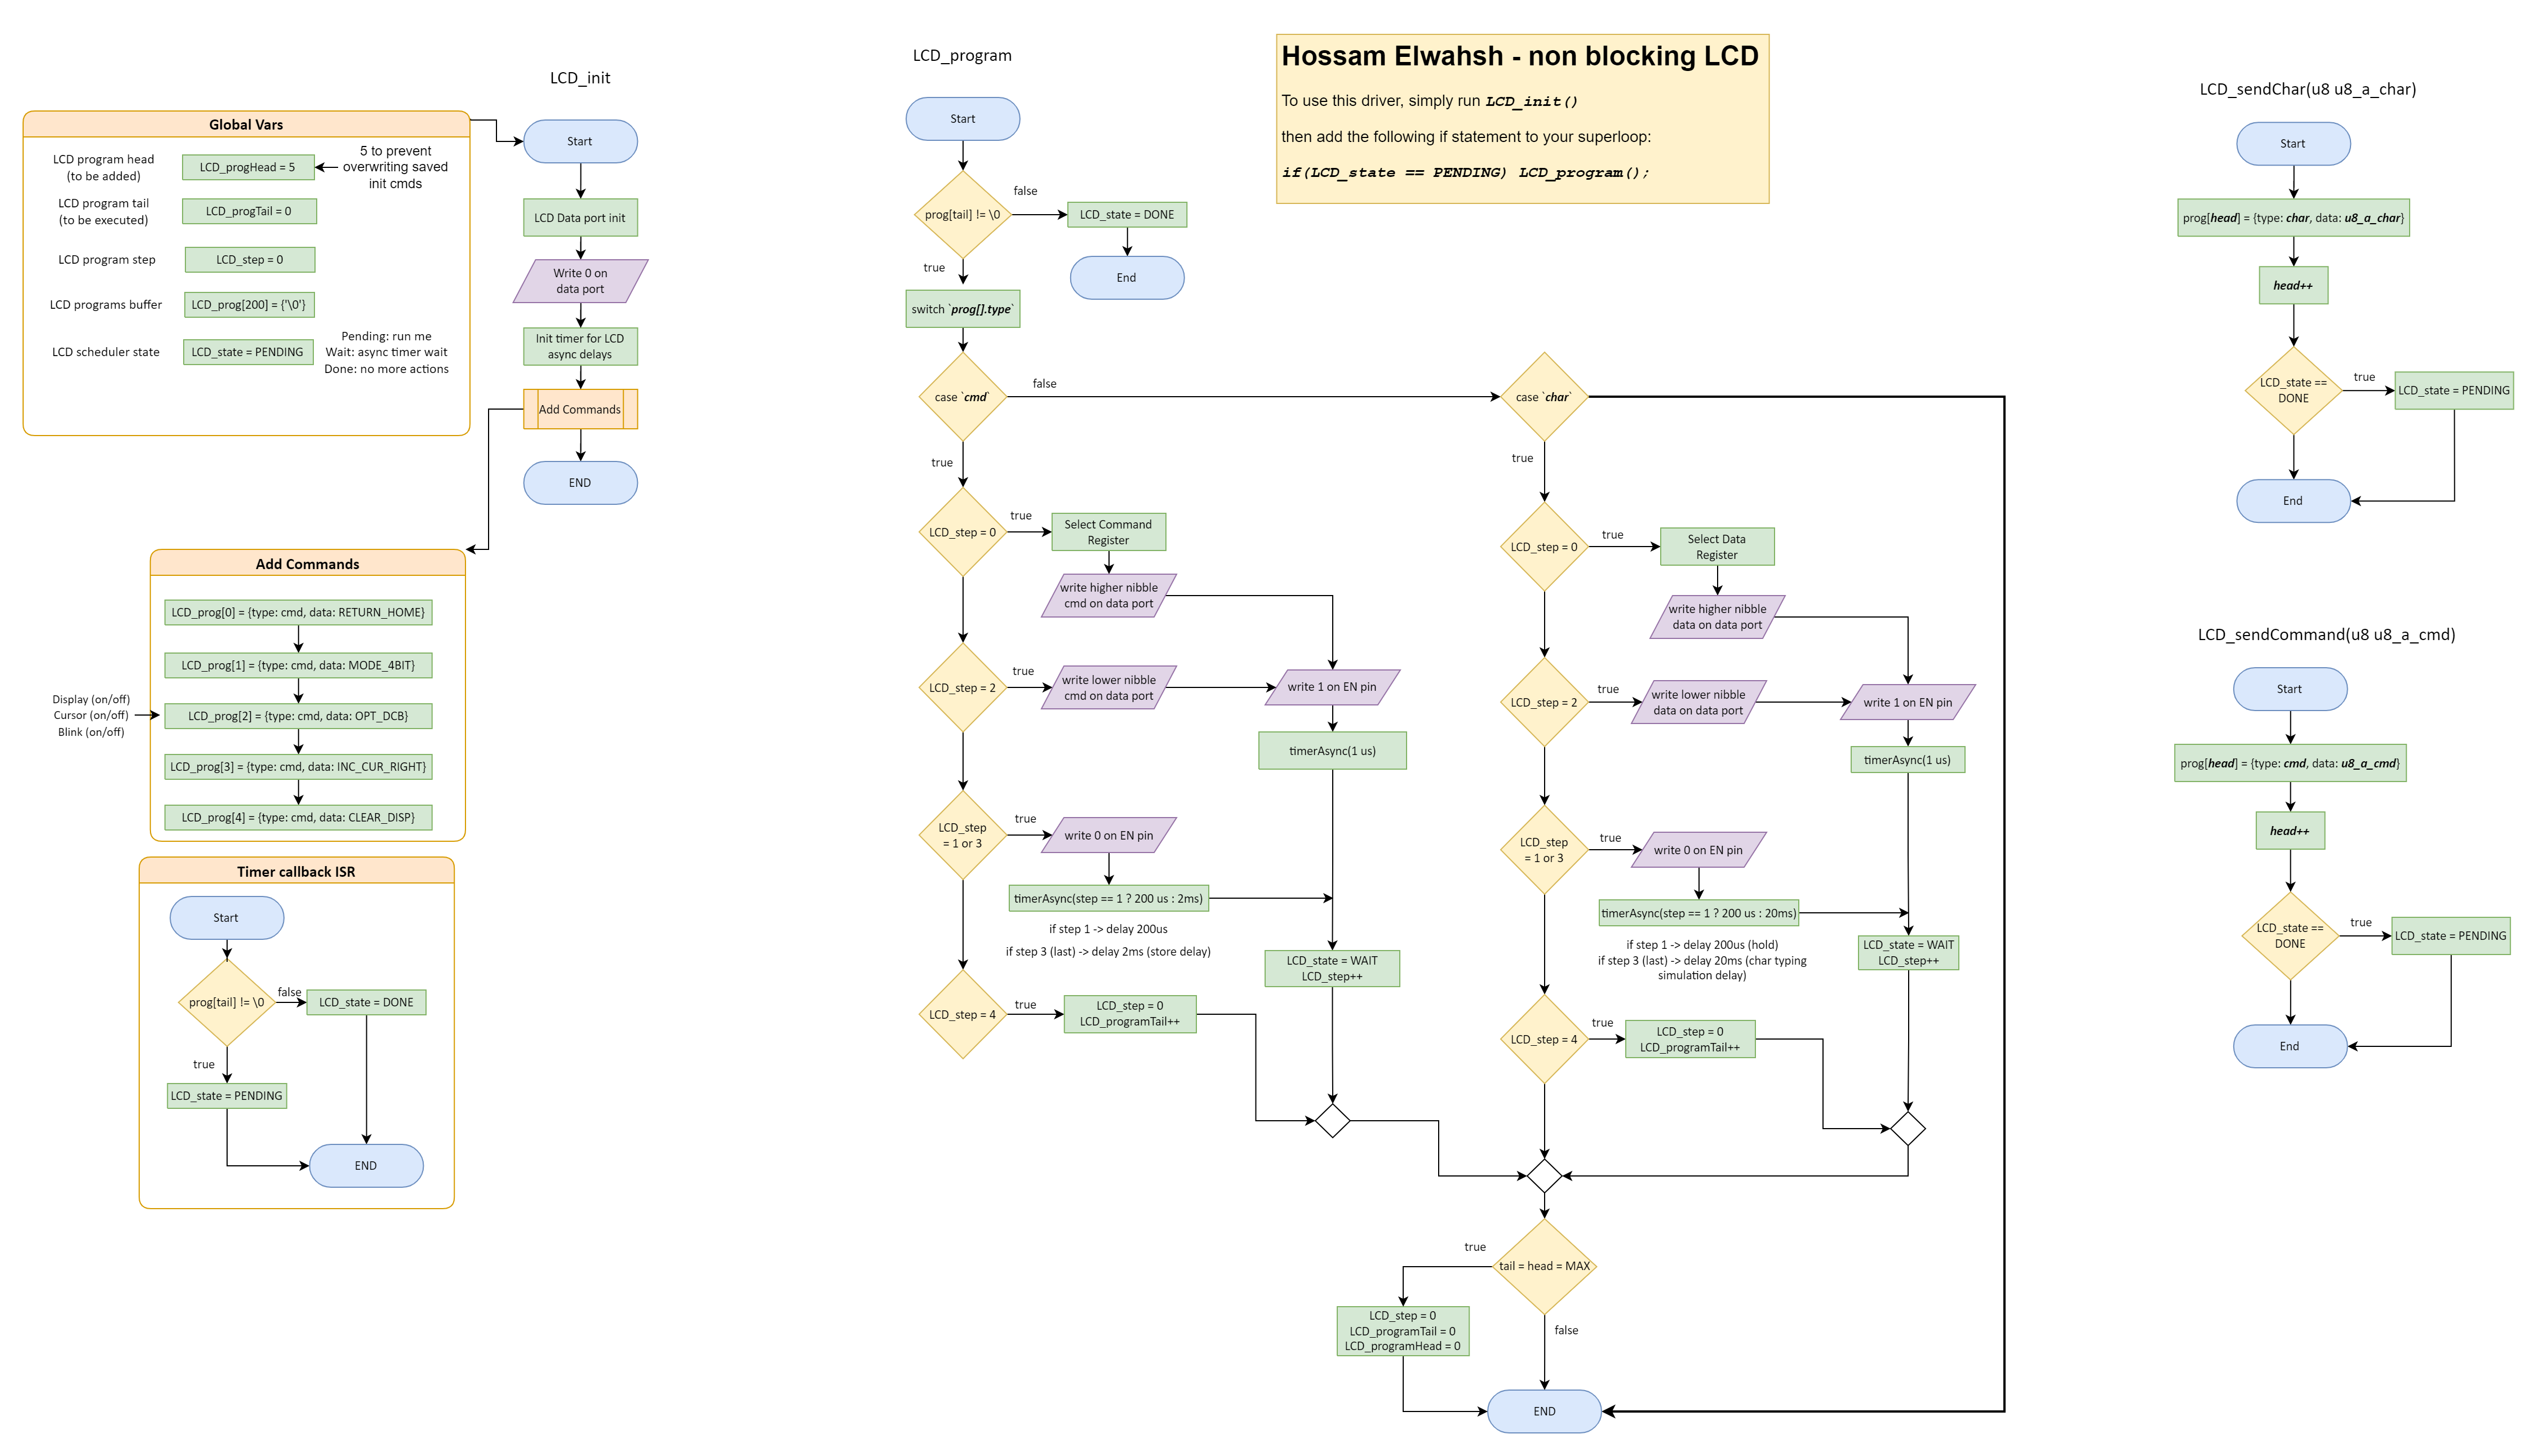 LCD_init
Global Vars
LCD program head
(to be added)
LCD_progHead = 5
5 to prevent
overwriting saved
init cmds
LCD program tail
(to be executed)
LCD_progTail = 0
LCD program step
LCD_step = 0
LCD programs buffer
LCD_prog[200] = {'\0'}
LCD scheduler state
LCD_state = PENDING
Pending: run me
Wait: async timer wait
Done: no more actions
Start
LCD Data port init
Write 0 on
data port
Init timer for LCD
async delays
Add Commands
END
Add Commands
LCD_prog[0] = {type: cmd, data: RETURN_HOME}
LCD_prog[1] = {type: cmd, data: MODE_4BIT}
Display (on/off)
Cursor (on/off)
Blink (on/off)
LCD_prog[2] = {type: cmd, data: OPT_DCB}
LCD_prog[3] = {type: cmd, data: INC_CUR_RIGHT}
LCD_prog[4] = {type: cmd, data: CLEAR_DISP}
Timer callback ISR
Start
prog[tail] != \0
false
LCD_state = DONE
true
LCD_state = PENDING
END
LCD_program
Start
prog[tail] != \0
false
LCD_state = DONE
End
true
switch `prog[].type`
case `cmd`
false
true
LCD_step = 0
true
Select Command
Register
write higher nibble
cmd on data port
LCD_step = 2
true
write lower nibble
cmd on data port
write 1 on EN pin
timerAsync(1 us)
LCD_step
= 1 or 3
true
write 0 on EN pin
timerAsync(step == 1 ? 200 us : 2ms)
if step 1 -> delay 200us
if step 3 (last) -> delay 2ms (store delay)
LCD_state = WAIT
LCD_step++
LCD_step = 4
true
LCD_step = 0
LCD_programTail++
case `char`
true
LCD_step = 0
true
Select Data
Register
write higher nibble
data on data port
LCD_step = 2
true
write lower nibble
data on data port
write 1 on EN pin
timerAsync(1 us)
LCD_step
= 1 or 3
true
write 0 on EN pin
timerAsync(step == 1 ? 200 us : 20ms)
if step 1 -> delay 200us (hold)
if step 3 (last) -> delay 20ms (char typing
simulation delay)
LCD_state = WAIT
LCD_step++
LCD_step = 4
true
LCD_step = 0
LCD_programTail++
tail = head = MAX
true
LCD_step = 0
LCD_programTail = 0
LCD_programHead = 0
false
END
Hossam Elwahsh - non blocking LCD
To use this driver, simply run LCD_init()
then add the following if statement to your superloop:
if(LCD_state == PENDING) LCD_program();
LCD_sendChar(u8 u8_a_char)
Start
prog[head] = {type: char, data: u8_a_char}
head++
LCD_state ==
DONE
true
LCD_state = PENDING
End
LCD_sendCommand(u8 u8_a_cmd)
Start
prog[head] = {type: cmd, data: u8_a_cmd}
head++
LCD_state ==
DONE
true
LCD_state = PENDING
End